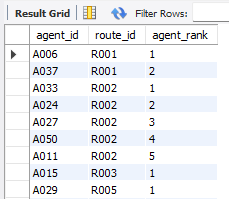 Result Grid Filter Rows:
agent_id route_id agent_rank
A006 R001 1
A037 R001 2
A033 R002 1
A024 R002 2
A027 R002 3
A050 R002 4
A011 R002 5
A015 R003 1
A029 R005 1